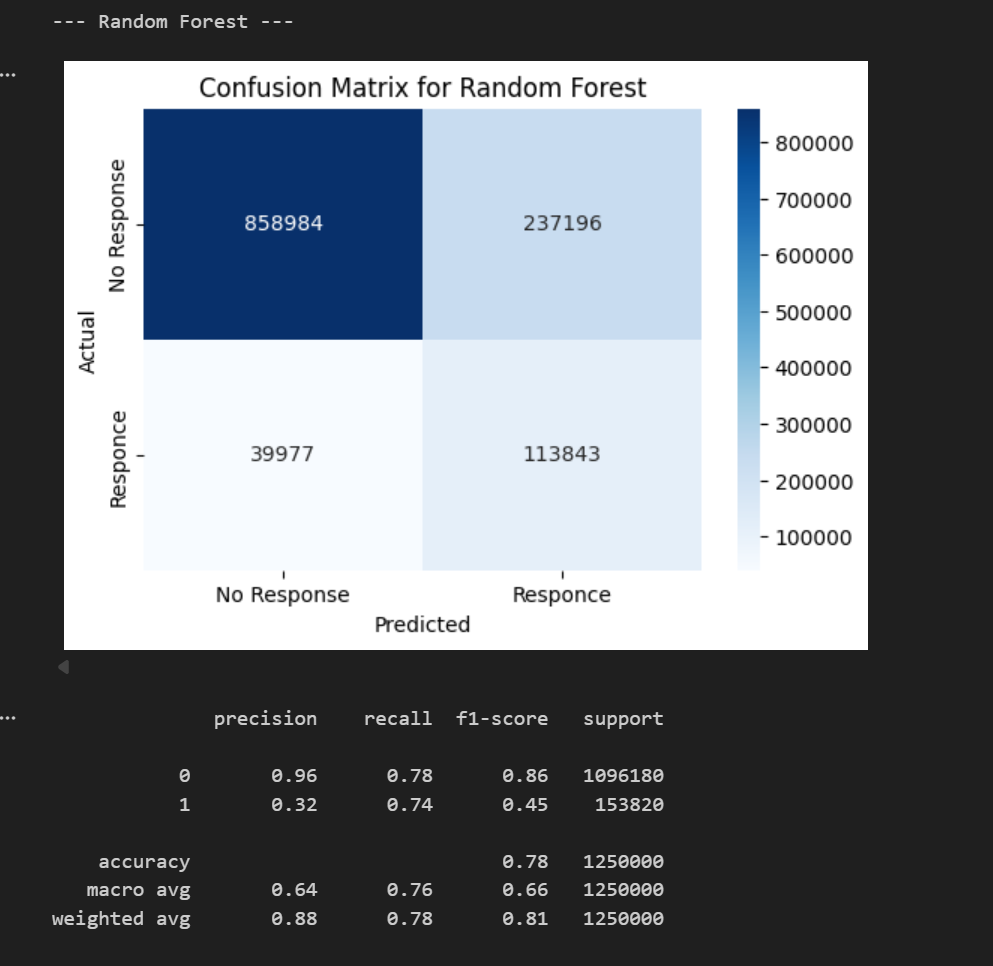 --- Random Forest ---
...
Confusion Matrix for Random Forest
No Response
858984
237196
Actual
Responce
39977
113843
No Response
Responce
Predicted
800000
700000
600000
500000
400000
300000
200000
100000
...
precision recall f1-score support
0 0.96 0.78 0.86 1096180
1 0.32 0.74 0.45 153820
accuracy 0.78 1250000
macro avg 0.64 0.76 0.66 1250000
weighted avg 0.88 0.78 0.81 1250000